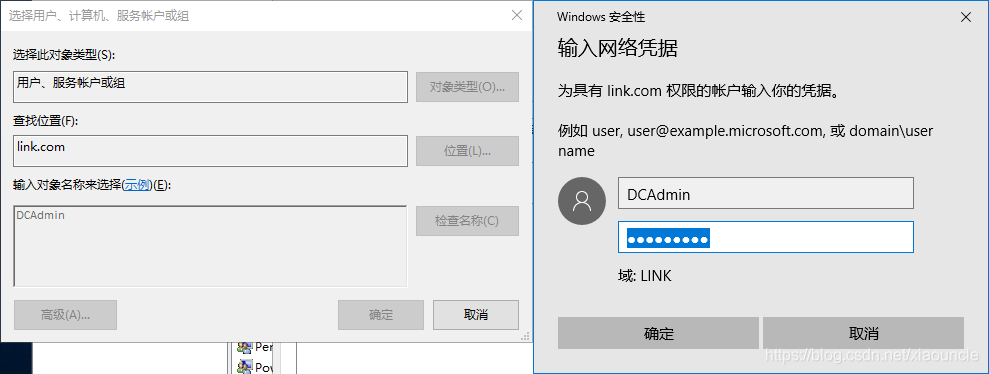 选择用户、计算机、服务帐户或组
选择此对象类型(S):
用户、服务帐户或组
对象类型(O)...
查找位置(F):
link.com
位置(L)...
输入对象名称来选择(示例)(E):
DCAdmin
检查名称(C)
高级(A)...
确定
取消
Per
Pow
Windows 安全性
输入网络凭据
为具有 link.com 权限的帐户输入你的凭据。
例如 user, user@example.microsoft.com, 或 domain\user
name
DCAdmin
●●●●●●●●●
域: LINK
确定
取消
https://blog.csdn.net/xiaouncle